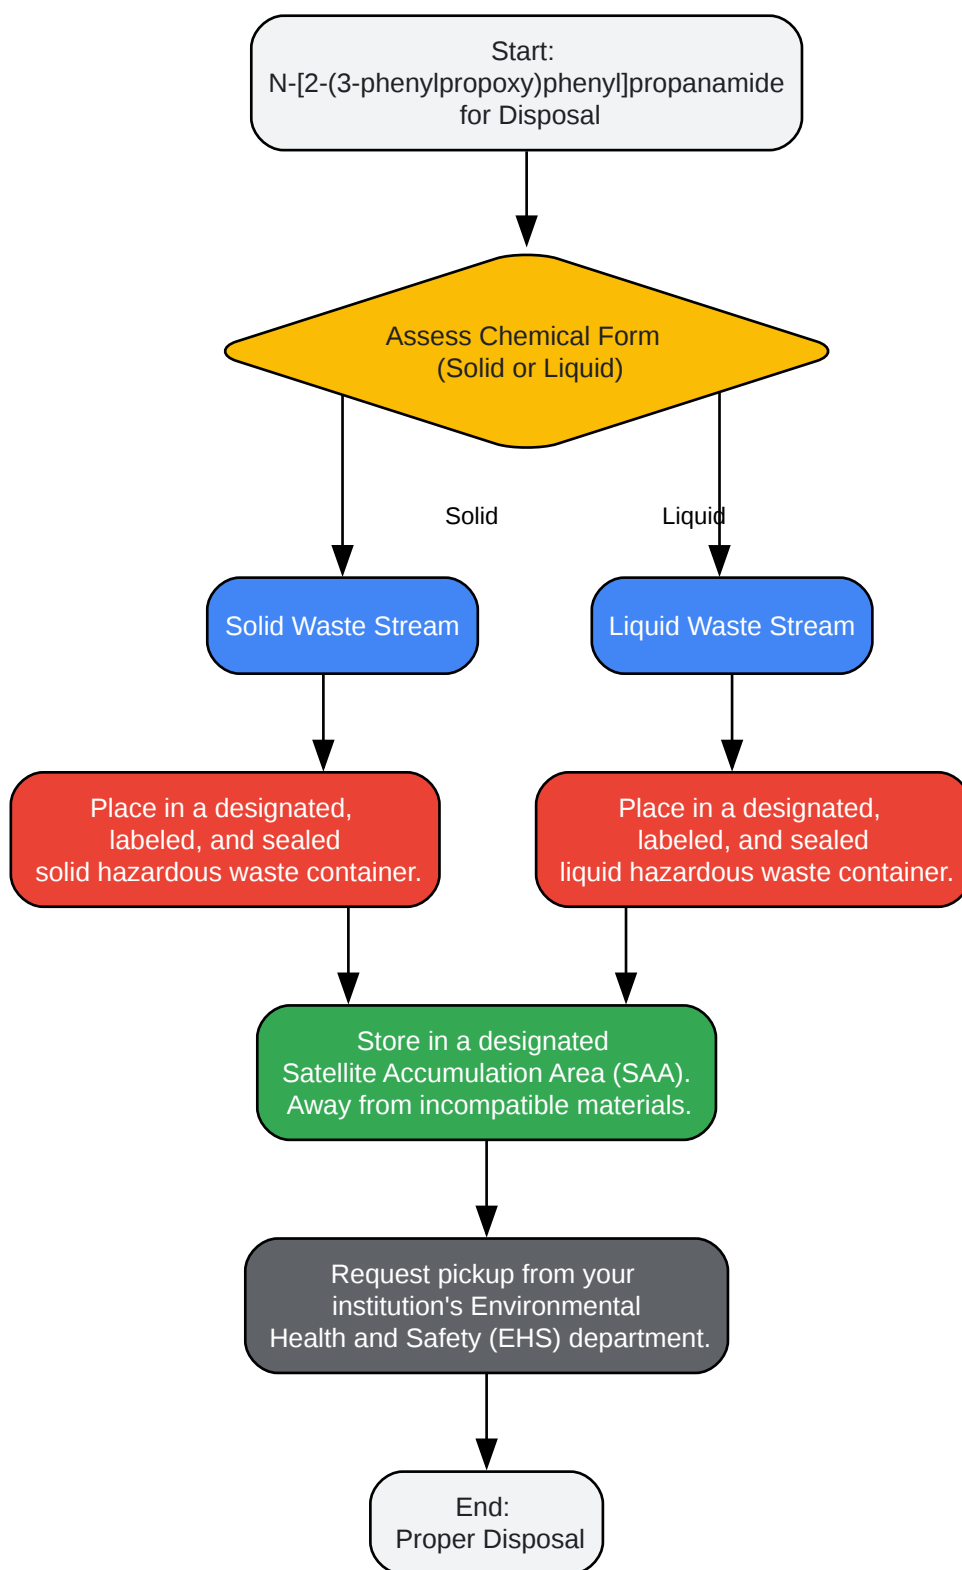 Start:
N-[2-(3-phenylpropoxy)phenyl]propanamide
for Disposal
Assess Chemical Form
(Solid or Liquid)
Solid
Liquid
Solid Waste Stream
Liquid Waste Stream
Place in a designated,
labeled, and sealed
solid hazardous waste container.
Place in a designated,
labeled, and sealed
liquid hazardous waste container.
Store in a designated
Satellite Accumulation Area (SAA).
Away from incompatible materials.
Request pickup from your
institution's Environmental
Health and Safety (EHS) department.
End:
Proper Disposal